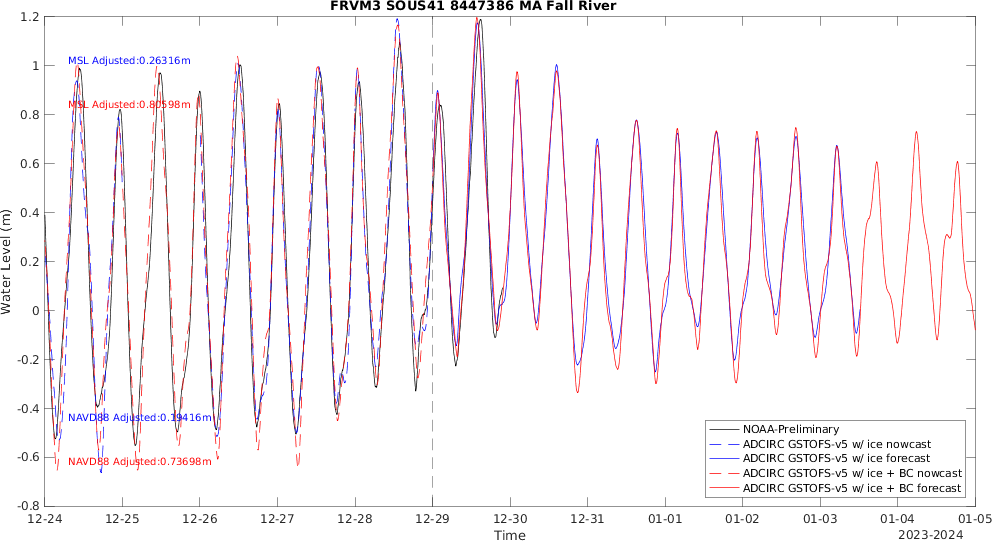 FRVM3 SOUS41 8447386 MA Fall River
1.2
1
0.8
0.6
0.4
0.2
0
-0.2
-0.4
-0.6
-0.8
Water Level (m)
MSL Adjusted:0.26316m
MSL Adjusted:0.80598m
NAVD88 Adjusted:0.19416m
NAVD88 Adjusted:0.73698m
NOAA-Preliminary
ADCIRC GSTOFS-v5 w/ ice nowcast
ADCIRC GSTOFS-v5 w/ ice forecast
ADCIRC GSTOFS-v5 w/ ice + BC nowcast
ADCIRC GSTOFS-v5 w/ ice + BC forecast
12-24 12-25 12-26 12-27 12-28 12-29 12-30 12-31 01-01 01-02 01-03 01-04 01-05
Time
2023-2024